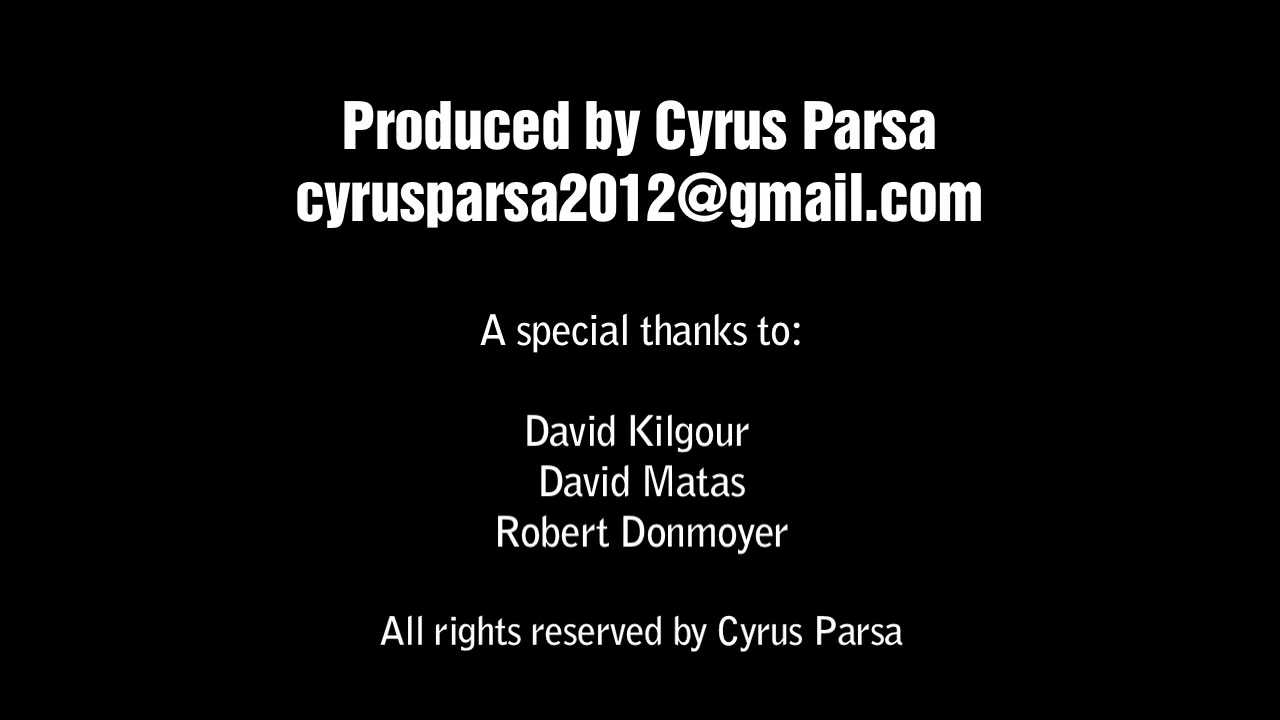 Produced by Cyrus Parsa
cyrusparsa2012@gmail.com
A special thanks to:
David Kilgour
David Matas
Robert Donmoyer
All rights reserved by Cyrus Parsa